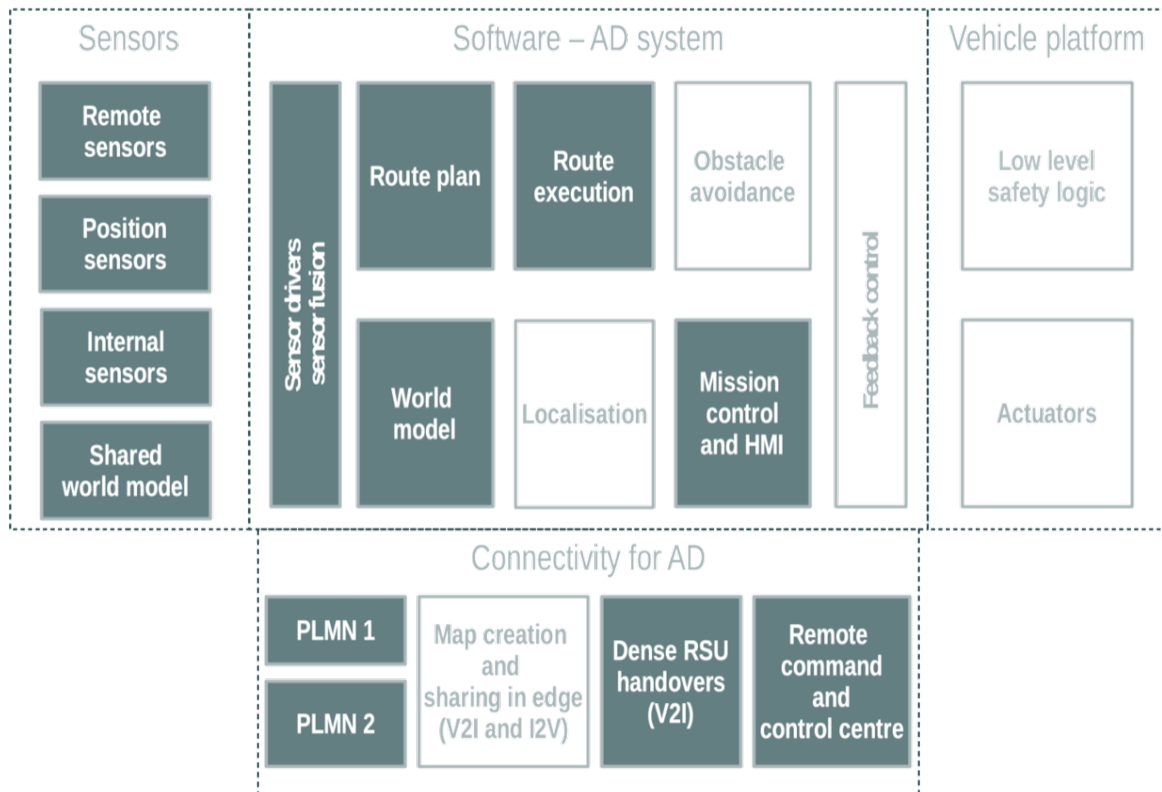 Sensors
Remote
sensors
Position
sensors
Internal
sensors
Shared
world model
Software – AD system
Sensor drivers
sensor fusion
Route plan
Route
execution
Obstacle
avoidance
World
model
Localisation
Mission
control
and HMI
Feedback control
Vehicle platform
Low level
safety logic
Actuators
Connectivity for AD
PLMN 1
PLMN 2
Map creation
and
sharing in edge
(V2I and I2V)
Dense RSU
handovers
(V2I)
Remote
command
and
control centre